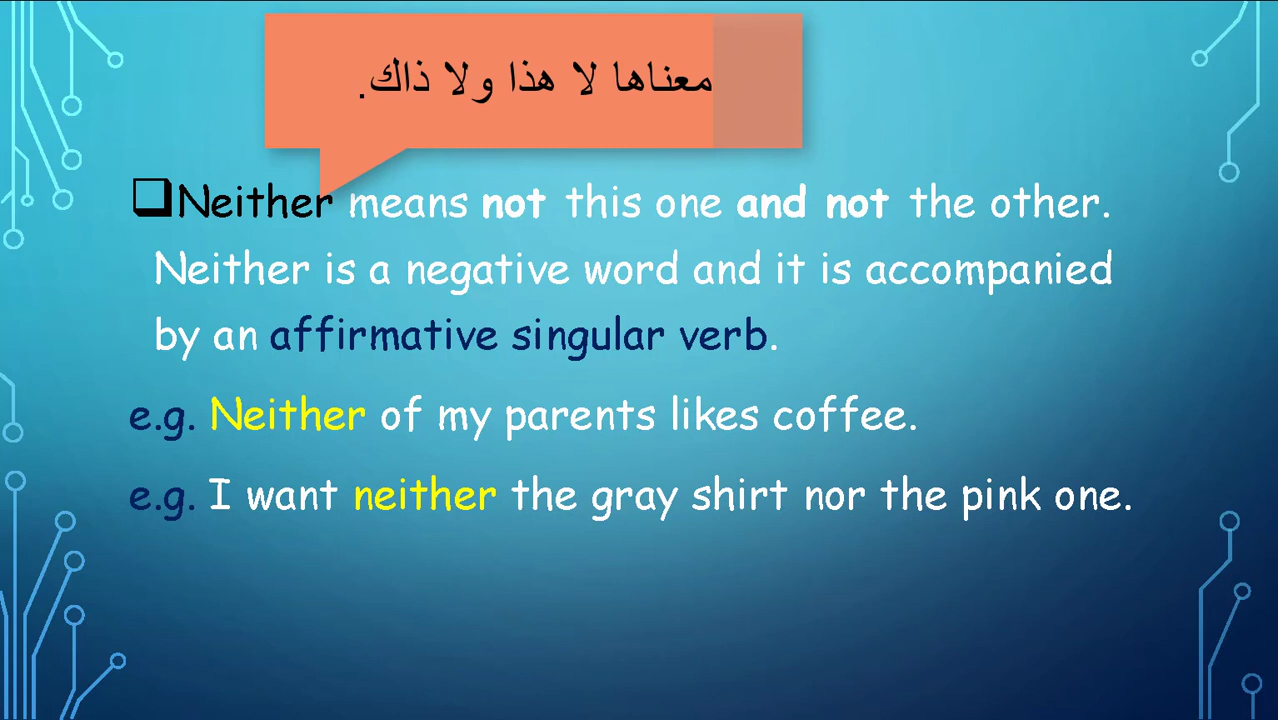 معناها لا هذا ولا ذاك.
❑Neither means not this one and not the other.
Neither is a negative word and it is accompanied
by an affirmative singular verb.
e.g. Neither of my parents likes coffee.
e.g. I want neither the gray shirt nor the pink one.